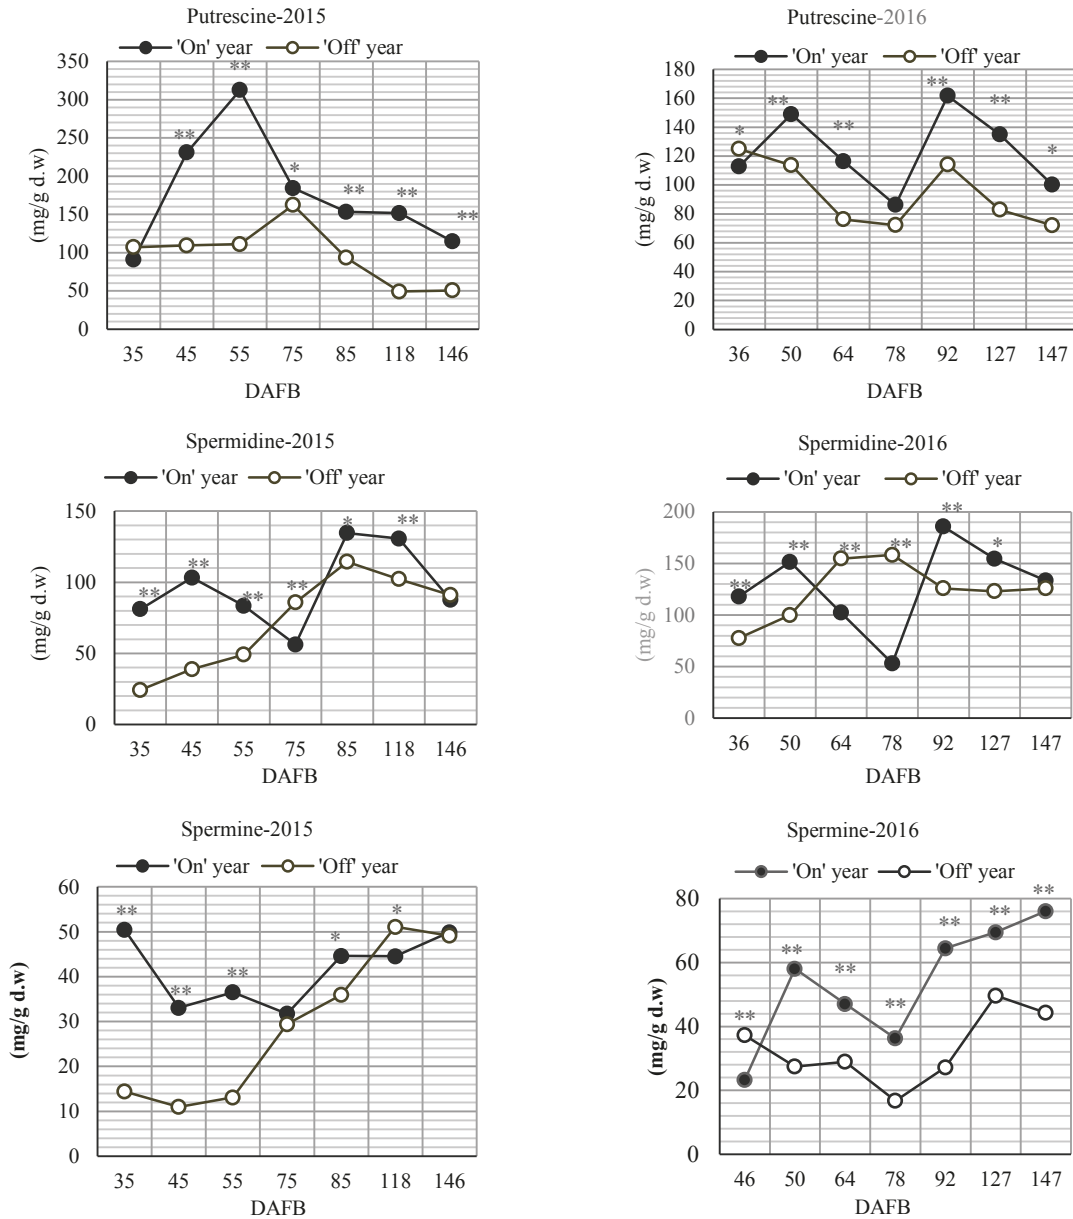 Putrescine-2015
'On' year 'Off' year
350
300
250
200
150
100
50
0
(mg/g d.w)
** ** * ** ** **
35 45 55 75 85 118 146
DAFB
Putrescine-2016
'On' year 'Off' year
180
160
140
120
100
80
60
40
20
0
(mg/g d.w)
* ** ** ** ** *
36 50 64 78 92 127 147
DAFB
Spermidine-2015
'On' year 'Off' year
150
100
50
0
(mg/g d.w)
** ** ** ** * **
35 45 55 75 85 118 146
DAFB
Spermidine-2016
'On' year 'Off' year
200
150
100
50
0
(mg/g d.w)
** ** ** ** ** *
36 50 64 78 92 127 147
DAFB
Spermine-2015
'On' year 'Off' year
60
50
40
30
20
10
0
(mg/g d.w)
** ** ** * *
35 45 55 75 85 118 146
DAFB
Spermine-2016
'On' year 'Off' year
80
60
40
20
0
(mg/g d.w)
** ** ** ** ** ** **
46 50 64 78 92 127 147
DAFB